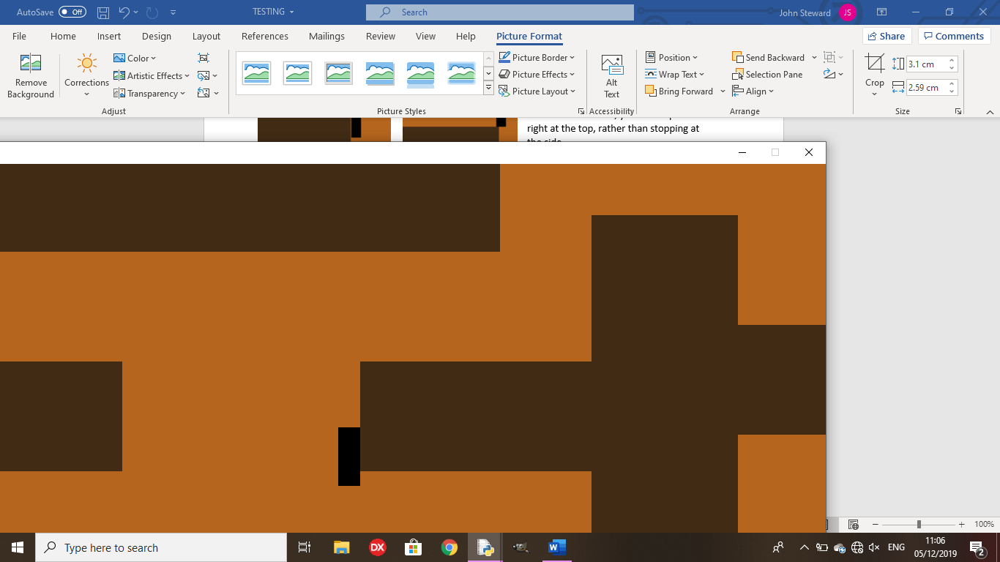 AutoSave Off TESTING Search John Steward JS
File Home Insert Design Layout References Mailings Review View Help Picture Format Share Comments
Remove Background
Corrections
Color
Artistic Effects
Transparency
Adjust
Picture Border
Picture Effects
Picture Layout
Picture Styles
Alt Text
Accessibility
Position
Wrap Text
Bring Forward
Send Backward
Selection Pane
Align
Arrange
Crop
3.1 cm
2.59 cm
Size
right at the top, rather than stopping at
the side
100%
Type here to search
DX
W
ENG
11:06
05/12/2019
2